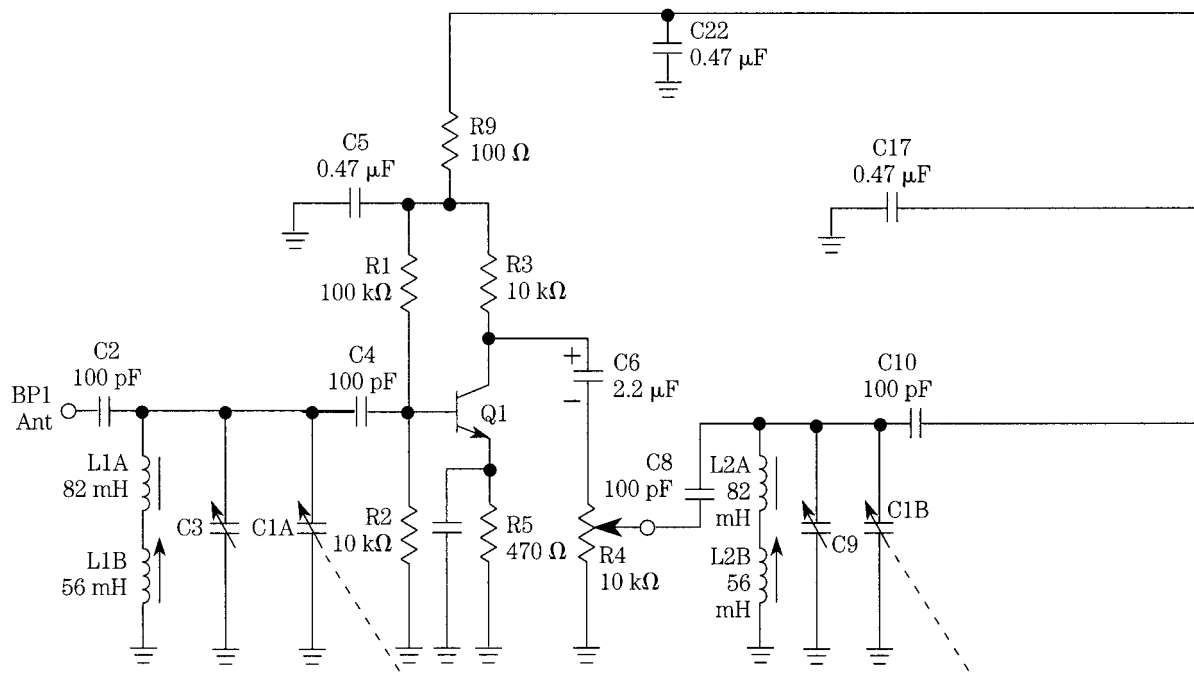 C22
0.47 μF
R9
100 Ω
C5
0.47 μF
C17
0.47 μF
R1
100 kΩ
R3
10 kΩ
C2
100 pF
BP1
Ant
C4
100 pF
Q1
+
C6
2.2 μF
−
C10
100 pF
L1A
82 mH
C3
C1A
L1B
56 mH
R2
10 kΩ
R5
470 Ω
R4
10 kΩ
C8
100 pF
L2A
82
mH
L2B
56
mH
C9
C1B